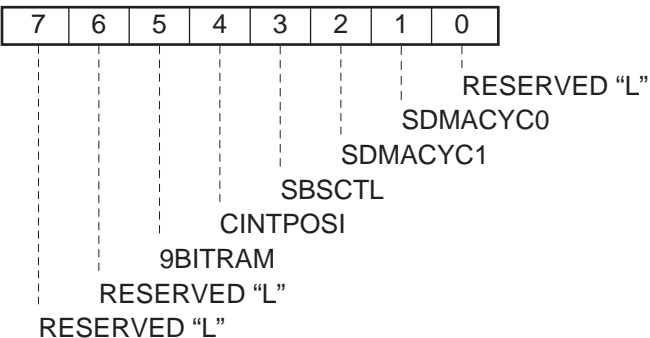 7 6 5 4 3 2 1 0
RESERVED “L”
SDMACYC0
SDMACYC1
SBSCTL
CINTPOSI
9BITRAM
RESERVED “L”
RESERVED “L”